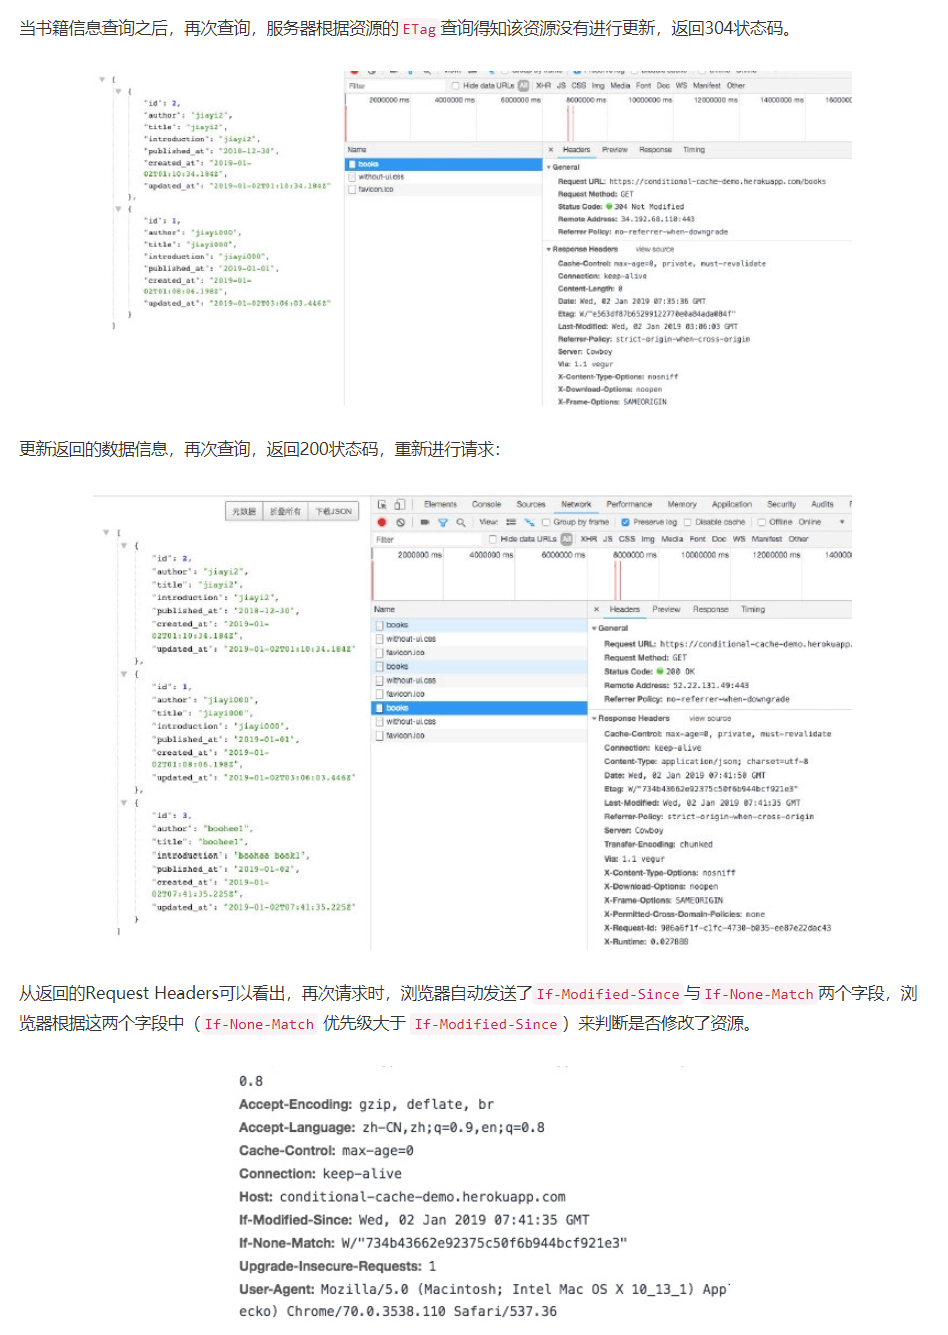 当书籍信息查询之后，再次查询，服务器根据资源的 ETag 查询得知该资源没有进行更新，返回304状态码。
[
{
"id": 2,
"author": "jiayi2",
"title": "jiayi2",
"introduction": "jiayi2",
"published_at": "2018-12-30",
"created_at": "2019-01-
02T01:10:34.184Z",
"updated_at": "2019-01-02T01:10:34.184Z"
},
{
"id": 1,
"author": "jiayi000",
"title": "jiayi000",
"introduction": "jiayi000",
"published_at": "2019-01-01",
"created_at": "2019-01-
"updated_at": "2019-01-02T03:06:03.446Z"
}
]
Filter Hide data URLs All XHR JS CSS Img Media Font Doc WS Manifest Other
2000000 ms 4000000 ms 6000000 ms 8000000 ms 10000000 ms 12000000 ms 14000000 ms 1600000
Name
books
without-ui.css
favicon.ico
× Headers Preview Response Timing
General
Request URL: https://conditional-cache-demo.herokuapp.com/books
Request Method: GET
Status Code: 304 Not Modified
Remote Address: 34.192.68.110:443
Referrer Policy: no-referrer-when-downgrade
Response Headers view source
Cache-Control: max-age=0, private, must-revalidate
Connection: keep-alive
Content-Length: 0
Date: Wed, 02 Jan 2019 07:35:36 GMT
Etag:
Last-Modified: Wed, 02 Jan 2019 03:06:03 GMT
Referrer-Policy: strict-origin-when-cross-origin
Server: Cowboy
Via: 1.1 vegur
X-Content-Type-Options: nosniff
X-Download-Options: noopen
X-Frame-Options: SAMEORIGIN
更新返回的数据信息，再次查询，返回200状态码，重新进行请求：
元数据 折叠所有 下载JSON
[
{
"id": 2,
"author": "jiayi2",
"title": "jiayi2",
"introduction": "jiayi2",
"published_at": "2018-12-30",
"created_at": "2019-01-
02T01:10:34.184Z",
"updated_at": "2019-01-02T01:10:34.184Z"
},
{
"id": 1,
"author": "jiayi000",
"title": "jiayi000",
"introduction": "jiayi000",
"published_at": "2019-01-01",
"created_at": "2019-01-
02T01:08:06.198Z",
"updated_at": "2019-01-02T03:06:03.446Z"
},
{
"id": 3,
"author": "boohee1",
"title": "boohee1",
"introduction": "boohee book1",
"published_at": "2019-01-02",
"created_at": "2019-01-
02T07:41:35.225Z",
"updated_at": "2019-01-02T07:41:35.225Z"
}
]
Elements Console Sources Network Performance Memory Application Security Audits
View: Group by frame Preserve log Disable cache Offline Online
Filter Hide data URLs All XHR JS CSS Img Media Font Doc WS Manifest Other
2000000 ms 4000000 ms 6000000 ms 8000000 ms 10000000 ms 12000000 ms 140000
Name
books
without-ui.css
favicon.ico
books
without-ui.css
favicon.ico
books
without-ui.css
favicon.ico
× Headers Preview Response Timing
General
Request URL: https://conditional-cache-demo.herokuapp.
Request Method: GET
Status Code: 200 OK
Remote Address: 52.22.131.49:443
Referrer Policy: no-referrer-when-downgrade
Response Headers view source
Cache-Control: max-age=0, private, must-revalidate
Connection: keep-alive
Content-Type: application/json; charset=utf-8
Date: Wed, 02 Jan 2019 07:41:50 GMT
Etag: W/"734b43662e92375c50f6b944bcf921e3"
Last-Modified: Wed, 02 Jan 2019 07:41:35 GMT
Referrer-Policy: strict-origin-when-cross-origin
Server: Cowboy
Transfer-Encoding: chunked
Via: 1.1 vegur
X-Content-Type-Options: nosniff
X-Download-Options: noopen
X-Frame-Options: SAMEORIGIN
X-Permitted-Cross-Domain-Policies: none
X-Request-Id: 906a6f1f-c1fc-4730-b035-ee87e22dac43
X-Runtime: 0.027888
从返回的Request Headers可以看出，再次请求时，浏览器自动发送了 If-Modified-Since 与 If-None-Match 两个字段，浏
览器根据这两个字段中（ If-None-Match 优先级大于 If-Modified-Since ）来判断是否修改了资源。
0.8
Accept-Encoding: gzip, deflate, br
Accept-Language: zh-CN,zh;q=0.9,en;q=0.8
Cache-Control: max-age=0
Connection: keep-alive
Host: conditional-cache-demo.herokuapp.com
If-Modified-Since: Wed, 02 Jan 2019 07:41:35 GMT
If-None-Match: W/"734b43662e92375c50f6b944bcf921e3"
Upgrade-Insecure-Requests: 1
User-Agent: Mozilla/5.0 (Macintosh; Intel Mac OS X 10_13_1) App
ecko) Chrome/70.0.3538.110 Safari/537.36